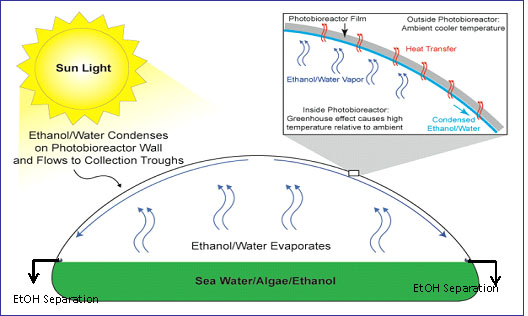 Sun Light
Ethanol/Water Condenses
on Photobioreactor Wall
and Flows to Collection Troughs
Photobioreactor Film
Outside Photobioreactor:
Ambient cooler temperature
Heat Transfer
Ethanol/Water Vapor
Inside Photobioreactor:
Greenhouse effect causes high
temperature relative to ambient
Condensed
Ethanol/Water
Ethanol/Water Evaporates
Sea Water/Algae/Ethanol
EtOH Separation
EtOH Separation